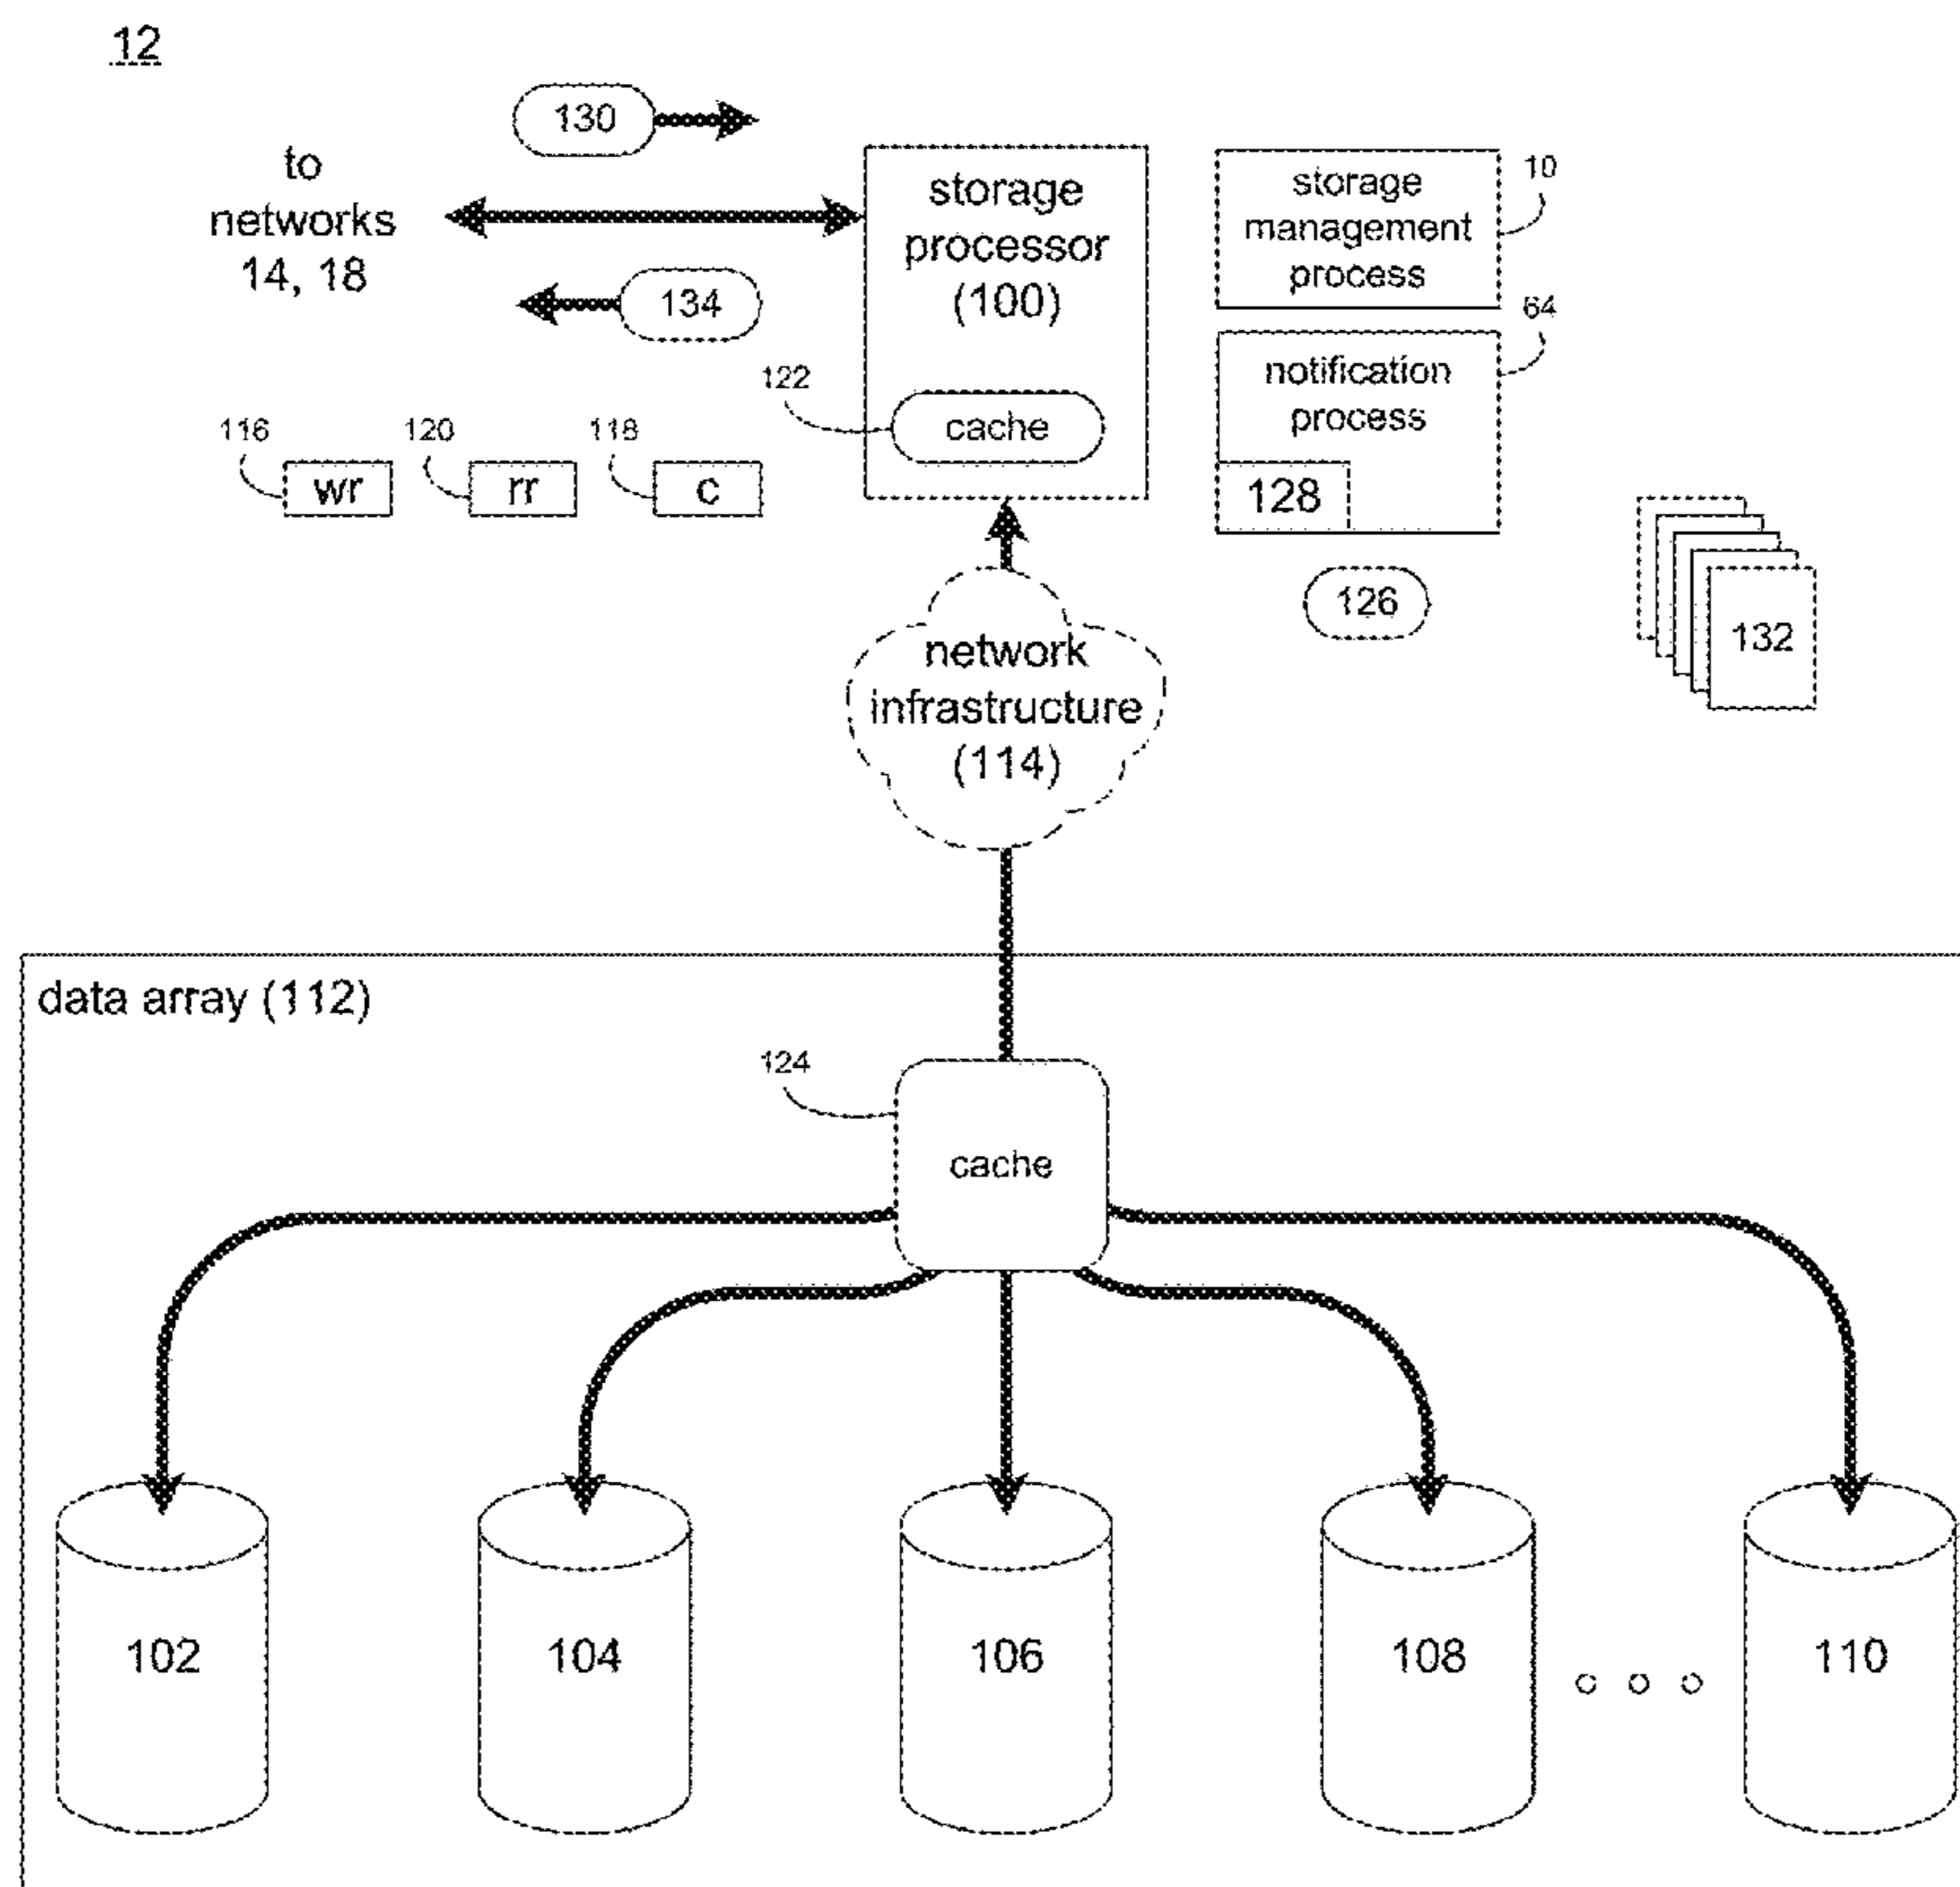 12
130
to
networks
14, 18
134
storage
processor
(100)
122
cache
storage
management
process
10
64
notification
process
128
126
132
116
wr
120
rr
118
c
network
infrastructure
(114)
data array (112)
124
cache
102
104
106
108
110